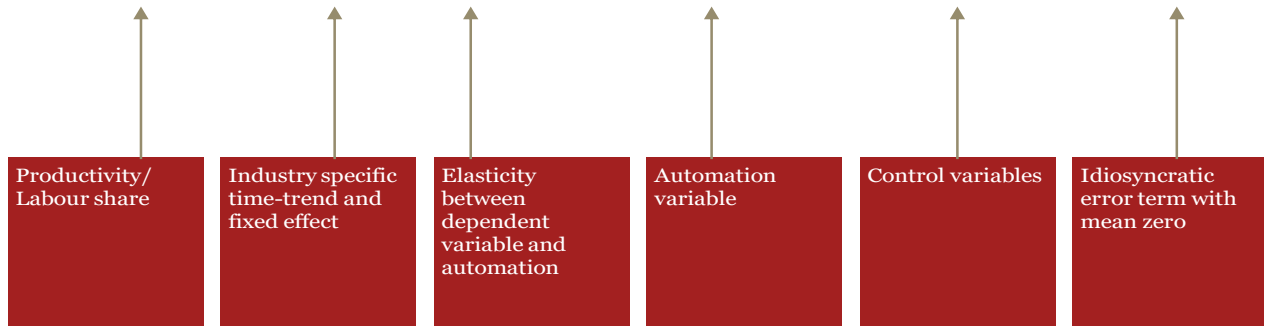 Productivity/
Labour share
Industry specific
time-trend and
fixed effect
Elasticity
between
dependent
variable and
automation
Automation
variable
Control variables
Idiosyncratic
error term with
mean zero